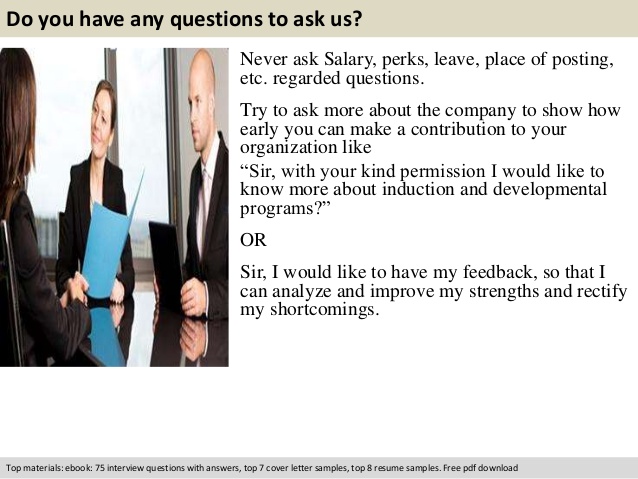 Do you have any questions to ask us?
Never ask Salary, perks, leave, place of posting,
etc. regarded questions.
Try to ask more about the company to show how
early you can make a contribution to your
organization like
“Sir, with your kind permission I would like to
know more about induction and developmental
programs?”
OR
Sir, I would like to have my feedback, so that I
can analyze and improve my strengths and rectify
my shortcomings.
Top materials: ebook: 75 interview questions with answers, top 7 cover letter samples, top 8 resume samples. Free pdf download